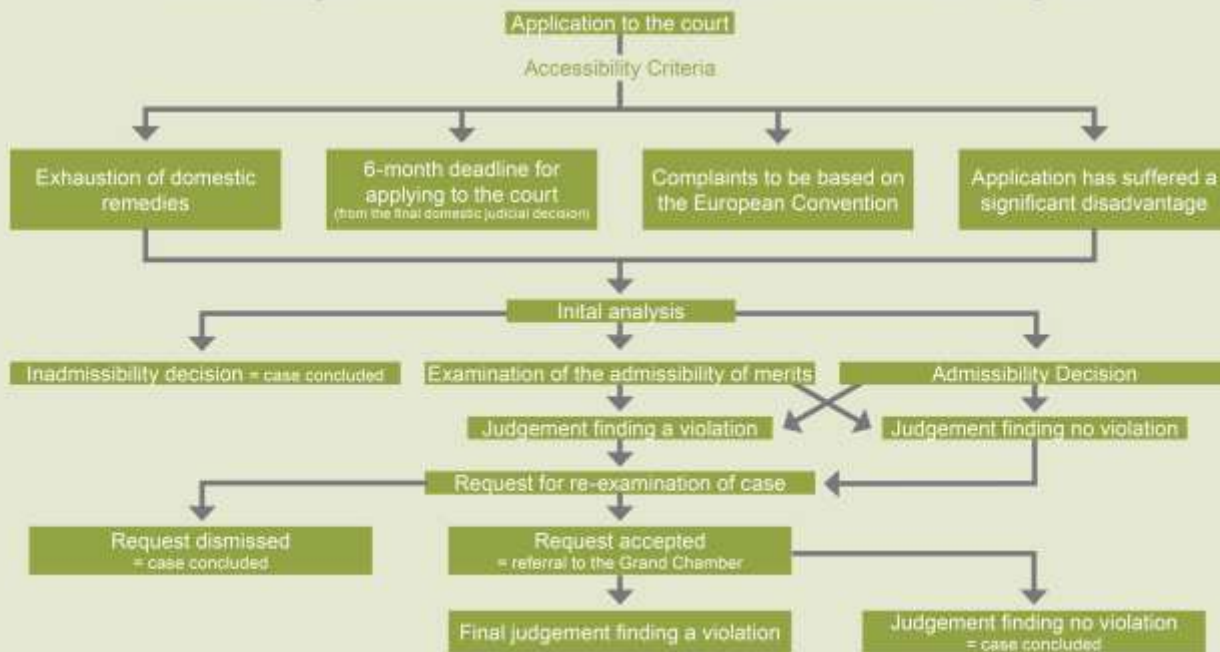 Application to the court
Accessibility Criteria
Exhaustion of domestic
remedies
6-month deadline for
applying to the court
(from the final domestic judicial decision)
Complaints to be based on
the European Convention
Application has suffered a
significant disadvantage
Inital analysis
Inadmissibility decision = case concluded
Examination of the admissibility of merits
Admissibility Decision
Judgement finding a violation
Judgement finding no violation
Request for re-examination of case
Request dismissed
= case concluded
Request accepted
= referral to the Grand Chamber
Final judgement finding a violation
Judgement finding no violation
= case concluded